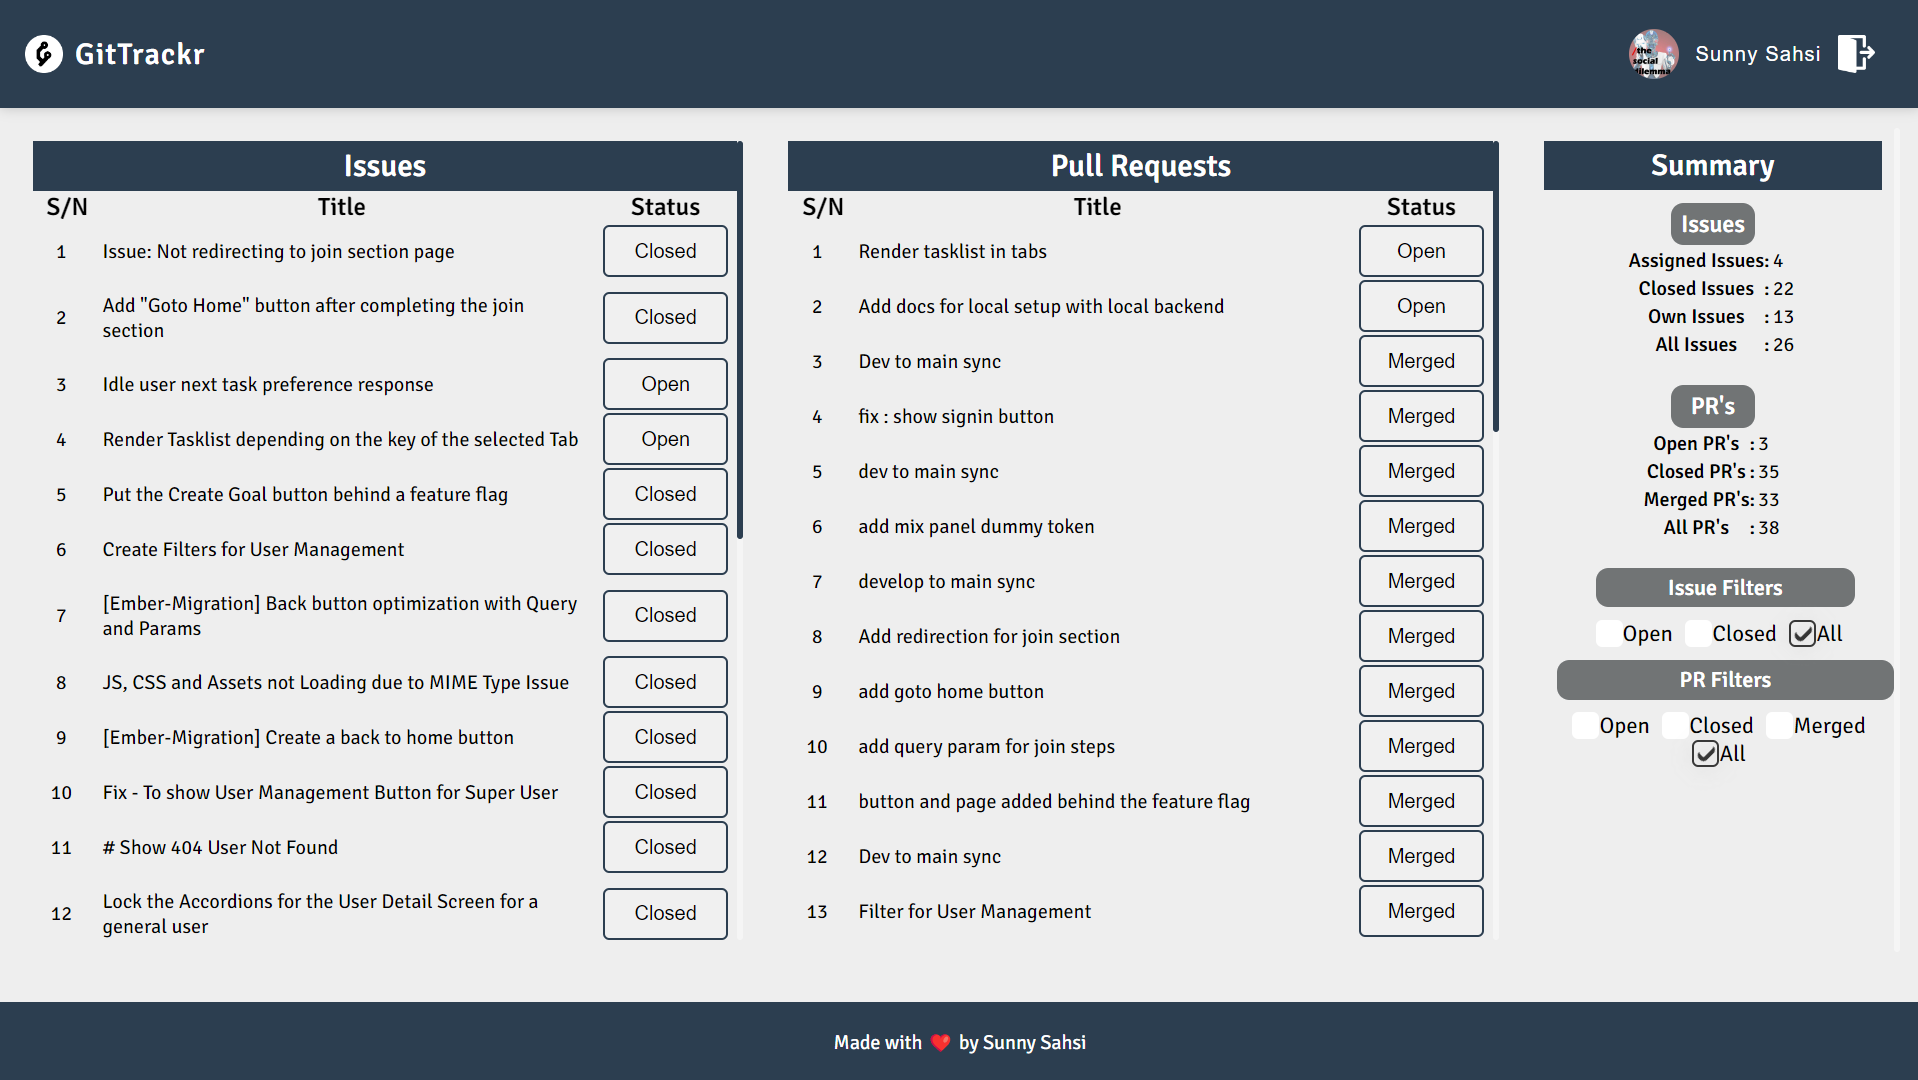 GitTrackr
the
social
dilemma
Sunny Sahsi
Issues
S/N Title Status
1 Issue: Not redirecting to join section page Closed
2 Add "Goto Home" button after completing the join
section Closed
3 Idle user next task preference response Open
4 Render Tasklist depending on the key of the selected Tab Open
5 Put the Create Goal button behind a feature flag Closed
6 Create Filters for User Management Closed
7 [Ember-Migration] Back button optimization with Query
and Params Closed
8 JS, CSS and Assets not Loading due to MIME Type Issue Closed
9 [Ember-Migration] Create a back to home button Closed
10 Fix - To show User Management Button for Super User Closed
11 # Show 404 User Not Found Closed
12 Lock the Accordions for the User Detail Screen for a
general user Closed
Pull Requests
S/N Title Status
1 Render tasklist in tabs Open
2 Add docs for local setup with local backend Open
3 Dev to main sync Merged
4 fix : show signin button Merged
5 dev to main sync Merged
6 add mix panel dummy token Merged
7 develop to main sync Merged
8 Add redirection for join section Merged
9 add goto home button Merged
10 add query param for join steps Merged
11 button and page added behind the feature flag Merged
12 Dev to main sync Merged
13 Filter for User Management Merged
Summary
Issues
Assigned Issues: 4
Closed Issues : 22
Own Issues : 13
All Issues : 26
PR's
Open PR's : 3
Closed PR's : 35
Merged PR's: 33
All PR's : 38
Issue Filters
Open Closed All
PR Filters
Open Closed Merged
All
Made with ❤️ by Sunny Sahsi